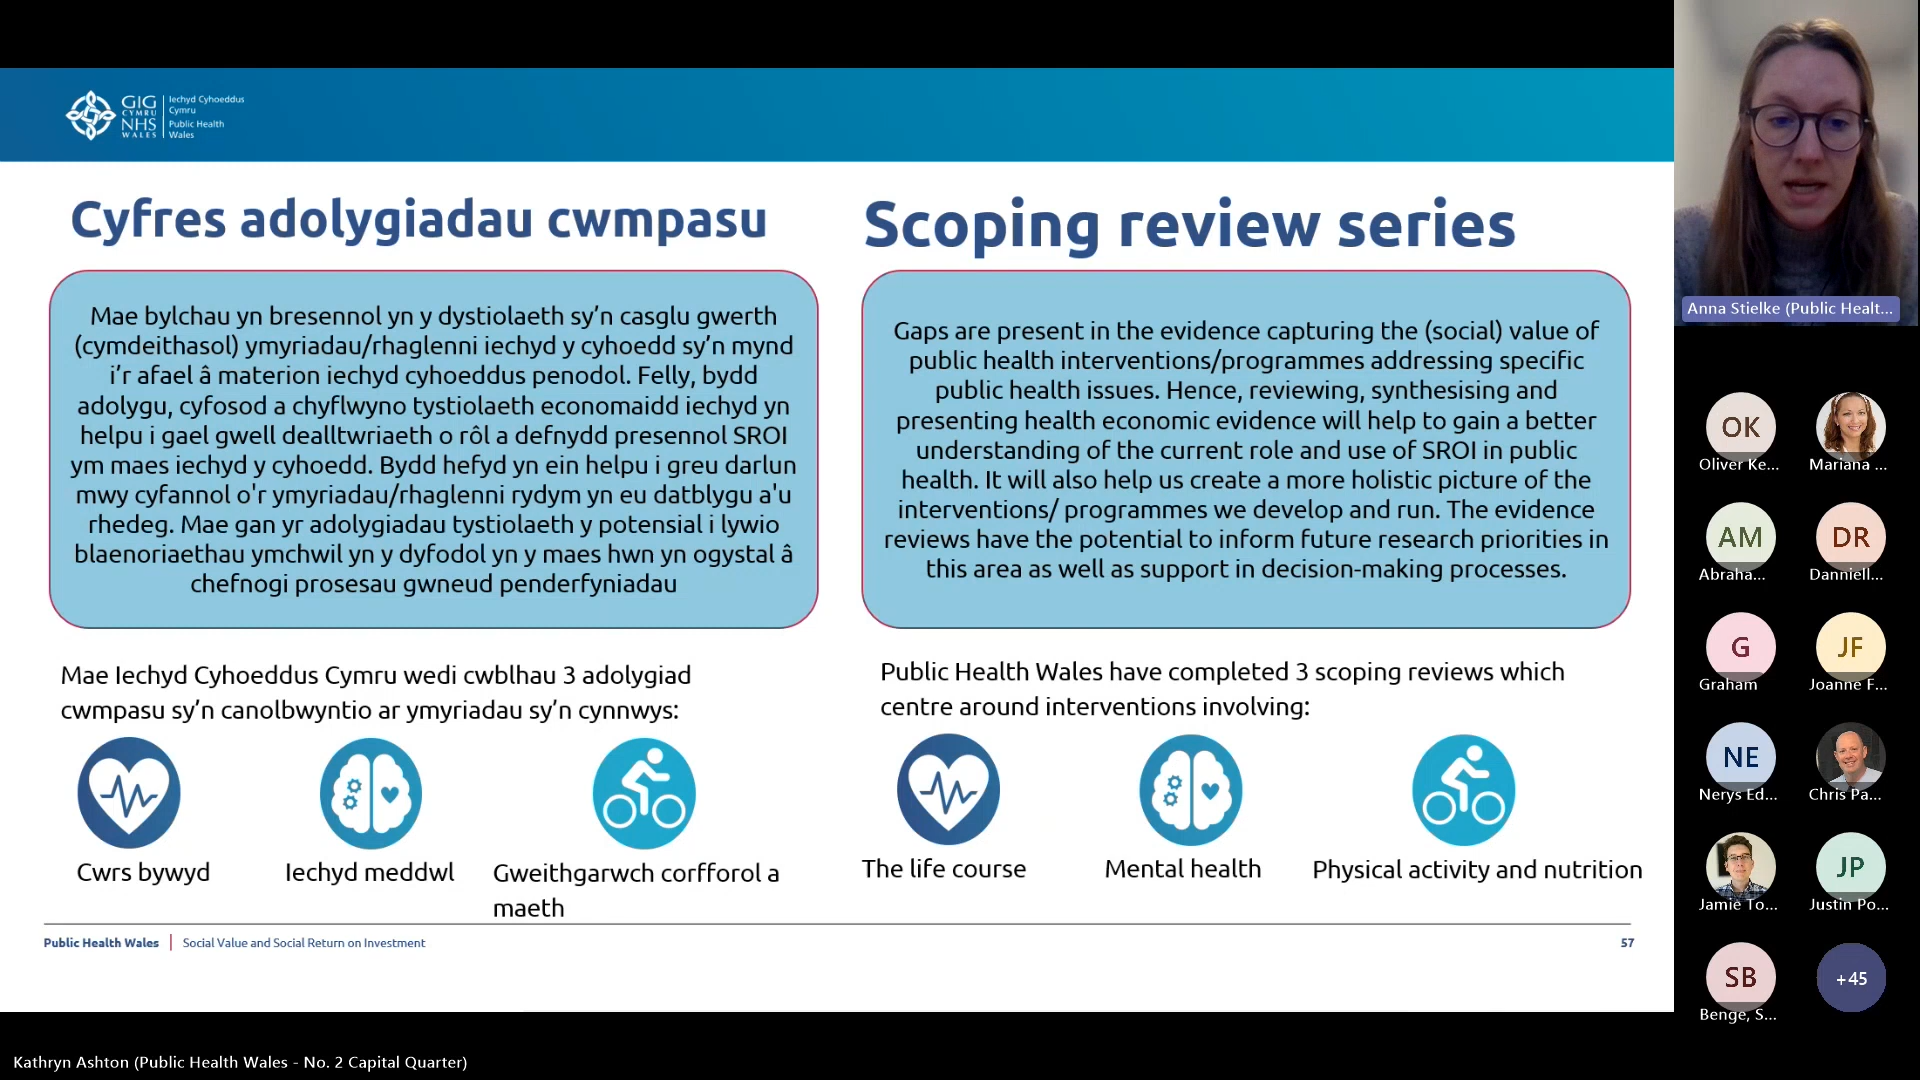 GIG
CYMRU
NHS
WALES
Iechyd Cyhoeddus
Cymru
Public Health
Wales
Cyfres adolygiadau cwmpasu
Mae bylchau yn bresennol yn y dystiolaeth sy’n casglu gwerth
(cymdeithasol) ymyriadau/rhaglenni iechyd y cyhoedd sy’n mynd
i’r afael â materion iechyd cyhoeddus penodol. Felly, bydd
adolygu, cyfosod a chyflwyno tystiolaeth economaidd iechyd yn
helpu i gael gwell dealltwriaeth o rôl a defnydd presennol SROI
ym maes iechyd y cyhoedd. Bydd hefyd yn ein helpu i greu darlun
mwy cyfannol o'r ymyriadau/rhaglenni rydym yn eu datblygu a'u
rhedeg. Mae gan yr adolygiadau tystiolaeth y potensial i lywio
blaenoriaethau ymchwil yn y dyfodol yn y maes hwn yn ogystal â
chefnogi prosesau gwneud penderfyniadau
Mae Iechyd Cyhoeddus Cymru wedi cwblhau 3 adolygiad
cwmpasu sy’n canolbwyntio ar ymyriadau sy’n cynnwys:
Cwrs bywyd
Iechyd meddwl
Gweithgarwch corfforol a
maeth
Scoping review series
Gaps are present in the evidence capturing the (social) value of
public health interventions/programmes addressing specific
public health issues. Hence, reviewing, synthesising and
presenting health economic evidence will help to gain a better
understanding of the current role and use of SROI in public
health. It will also help us create a more holistic picture of the
interventions/ programmes we develop and run. The evidence
reviews have the potential to inform future research priorities in
this area as well as support in decision-making processes.
Public Health Wales have completed 3 scoping reviews which
centre around interventions involving:
The life course
Mental health
Physical activity and nutrition
Public Health Wales | Social Value and Social Return on Investment
57
Anna Stielke (Public Healt...
OK
Oliver Ke...
Mariana ...
AM
Abraha...
DR
Danniell...
G
Graham
JF
Joanne F...
NE
Nerys Ed...
Chris Pa...
Jamie To...
JP
Justin Po...
SB
Benge, S...
+45
Kathryn Ashton (Public Health Wales - No. 2 Capital Quarter)